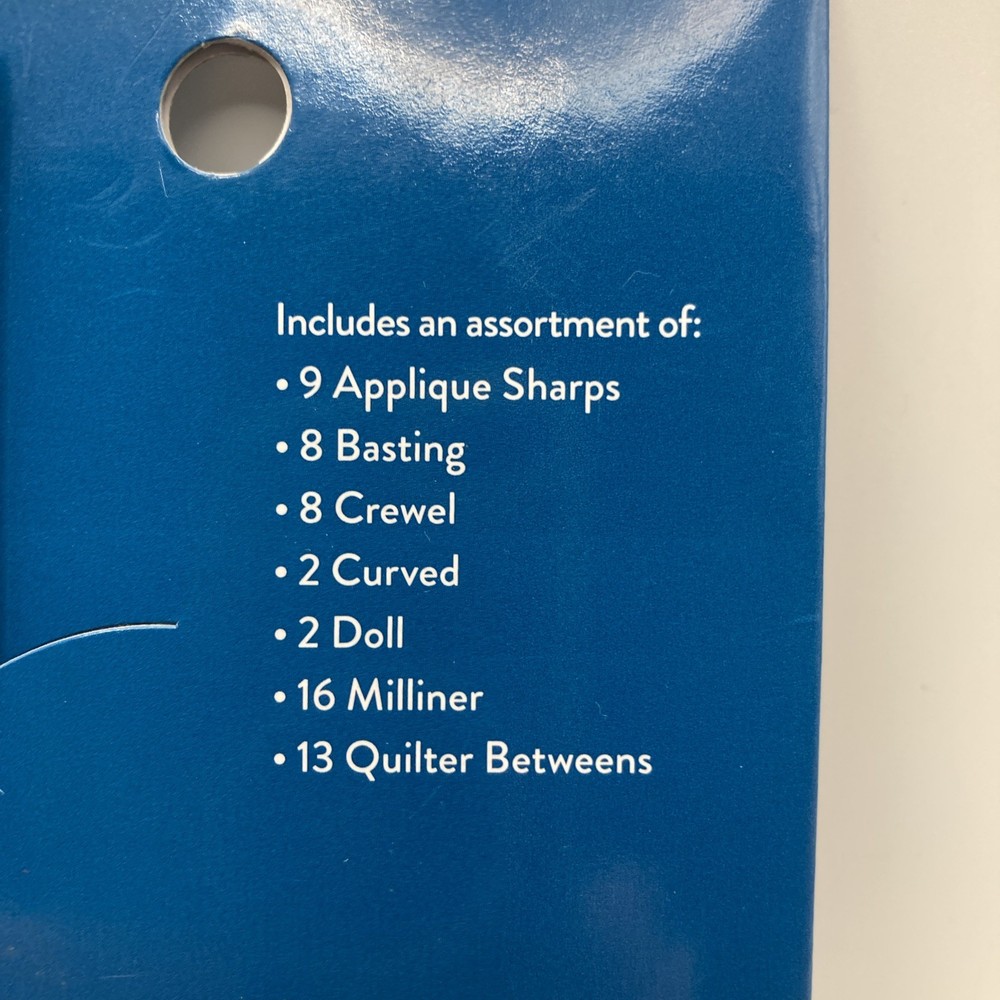 Includes an assortment of:
• 9 Applique Sharps
• 8 Basting
• 8 Crewel
• 2 Curved
• 2 Doll
• 16 Milliner
• 13 Quilter Betweens